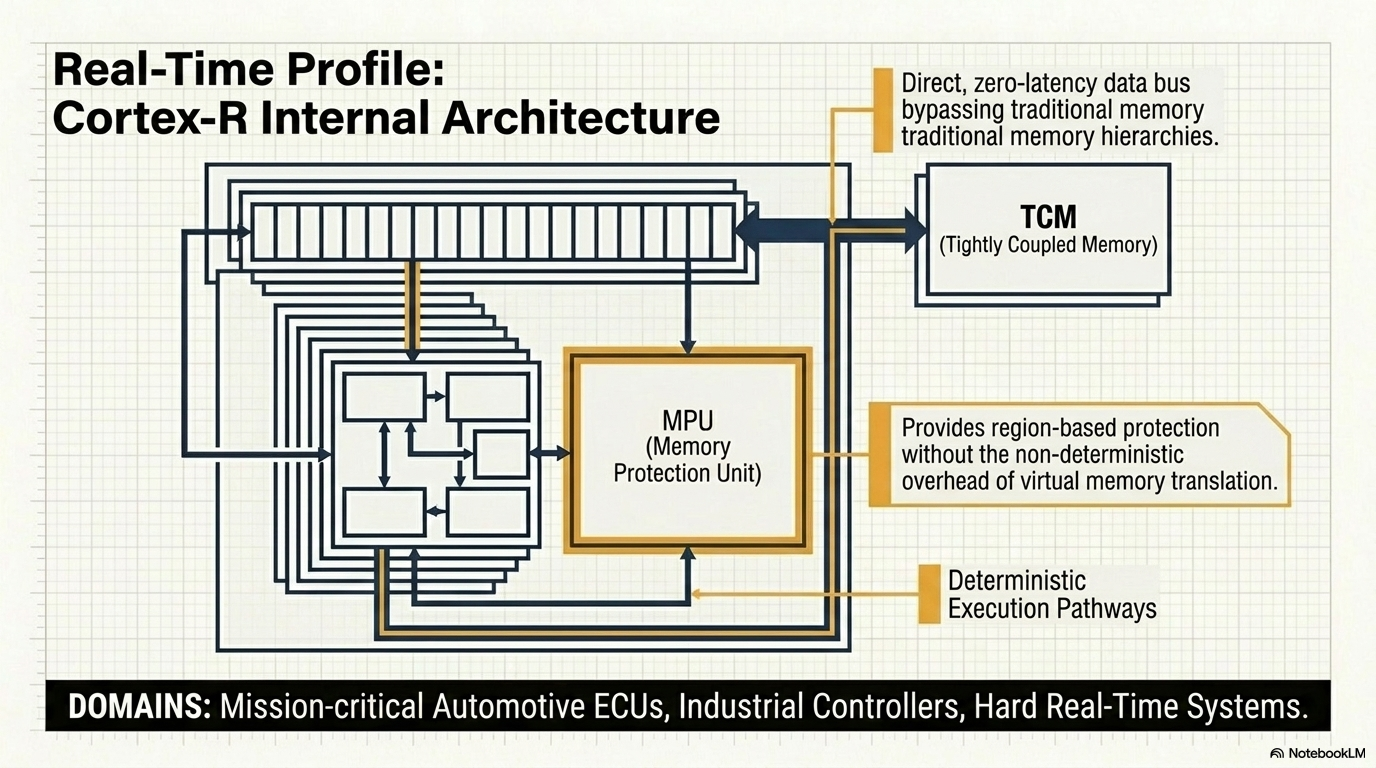 Real-Time Profile:
Cortex-R Internal Architecture
Direct, zero-latency data bus
bypassing traditional memory
traditional memory hierarchies.
TCM
(Tightly Coupled Memory)
MPU
(Memory
Protection Unit)
Provides region-based protection
without the non-deterministic
overhead of virtual memory translation.
Deterministic
Execution Pathways
DOMAINS: Mission-critical Automotive ECUs, Industrial Controllers, Hard Real-Time Systems.
NotebookLM